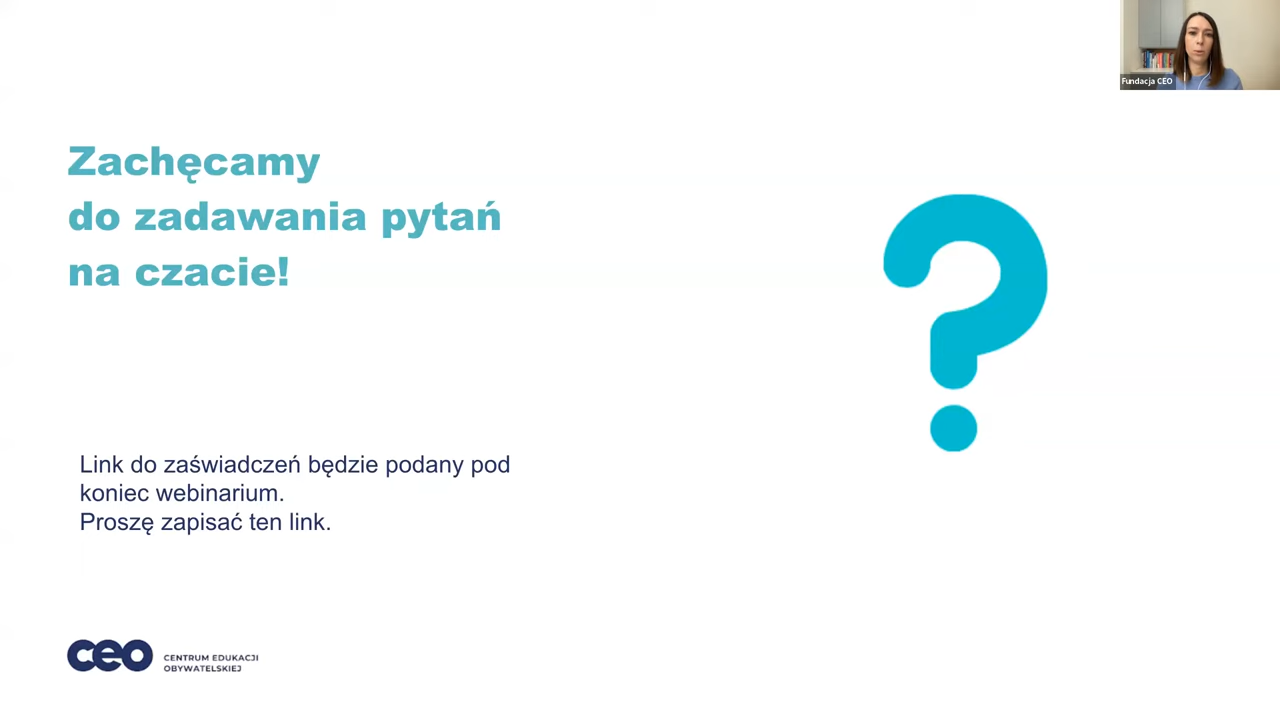 Fundacja CEO
Zachęcamy
do zadawania pytań
na czacie!
Link do zaświadczeń będzie podany pod
koniec webinarium.
Proszę zapisać ten link.
ceo
CENTRUM EDUKACJI
OBYWATELSKIEJ